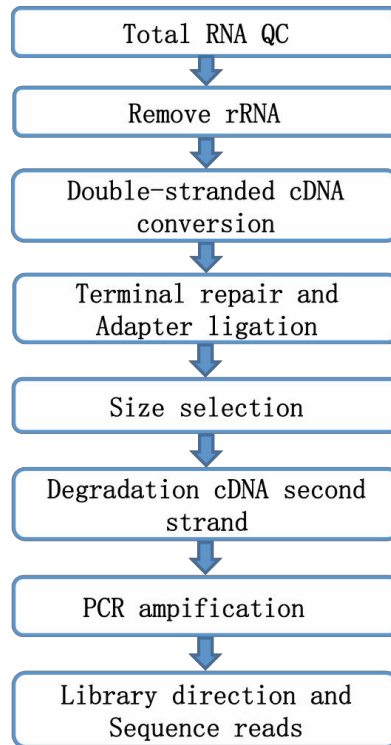 Total RNA QC
Remove rRNA
Double-stranded cDNA
conversion
Terminal repair and
Adapter ligation
Size selection
Degradation cDNA second
strand
PCR ampification
Library direction and
Sequence reads